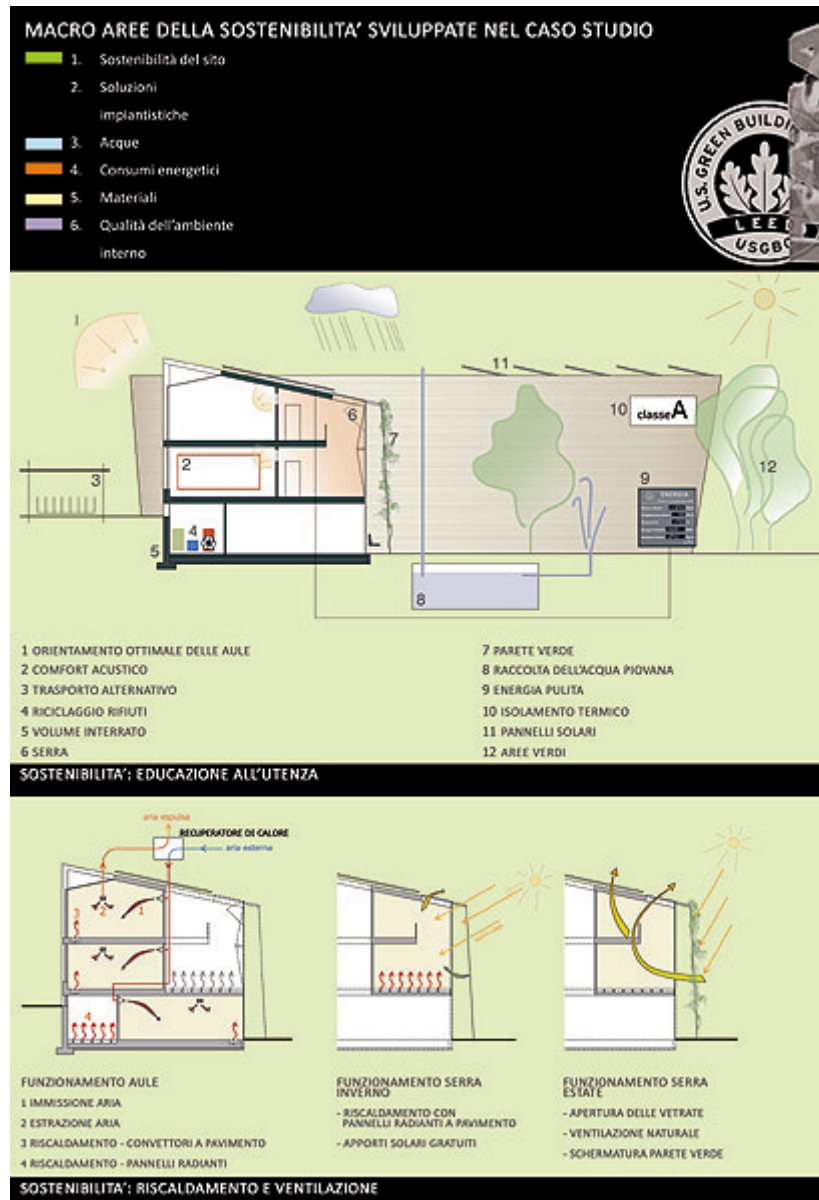 MACRO AREE DELLA SOSTENIBILITA' SVILUPPATE NEL CASO STUDIO
1. Sostenibilità del sito
2. Soluzioni
impiantistiche
3. Acque
4. Consumi energetici
5. Materiali
6. Qualità dell'ambiente
interno
U.S. GREEN BUILDIN
LEED
USGBC
1
11
6
10 classeA
7
2
3
9
ENERGIA
12
4
5
8
1 ORIENTAMENTO OTTIMALE DELLE AULE
2 COMFORT ACUSTICO
3 TRASPORTO ALTERNATIVO
4 RICICLAGGIO RIFIUTI
5 VOLUME INTERRATO
6 SERRA
7 PARETE VERDE
8 RACCOLTA DELL'ACQUA PIOVANA
9 ENERGIA PULITA
10 ISOLAMENTO TERMICO
11 PANNELLI SOLARI
12 AREE VERDI
SOSTENIBILITA': EDUCAZIONE ALL'UTENZA
aria espulsa
RECUPERATORE DI CALORE
aria esterna
3 2 1
4
FUNZIONAMENTO AULE
1 IMMISSIONE ARIA
2 ESTRAZIONE ARIA
3 RISCALDAMENTO - CONVETTORI A PAVIMENTO
4 RISCALDAMENTO - PANNELLI RADIANTI
FUNZIONAMENTO SERRA
INVERNO
- RISCALDAMENTO CON
PANNELLI RADIANTI A PAVIMENTO
- APPORTI SOLARI GRATUITI
FUNZIONAMENTO SERRA
ESTATE
- APERTURA DELLE VETRATE
- VENTILAZIONE NATURALE
- SCHERMATURA PARETE VERDE
SOSTENIBILITA': RISCALDAMENTO E VENTILAZIONE